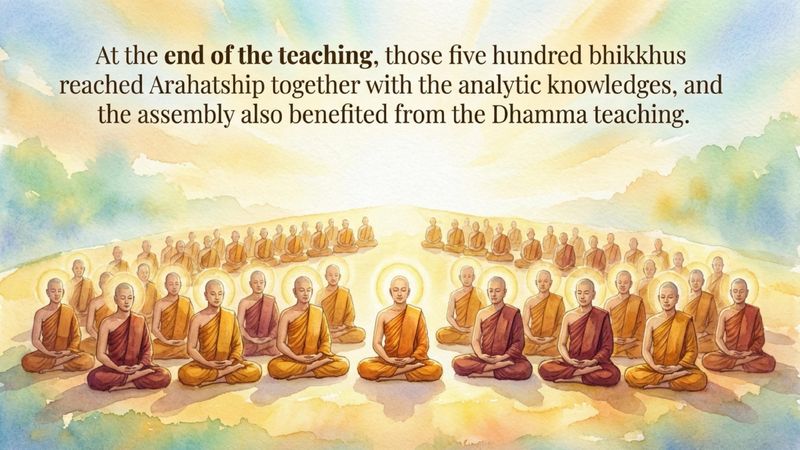 At the end of the teaching, those five hundred bhikkhus
reached Arahatship together with the analytic knowledges, and
the assembly also benefited from the Dhamma teaching.